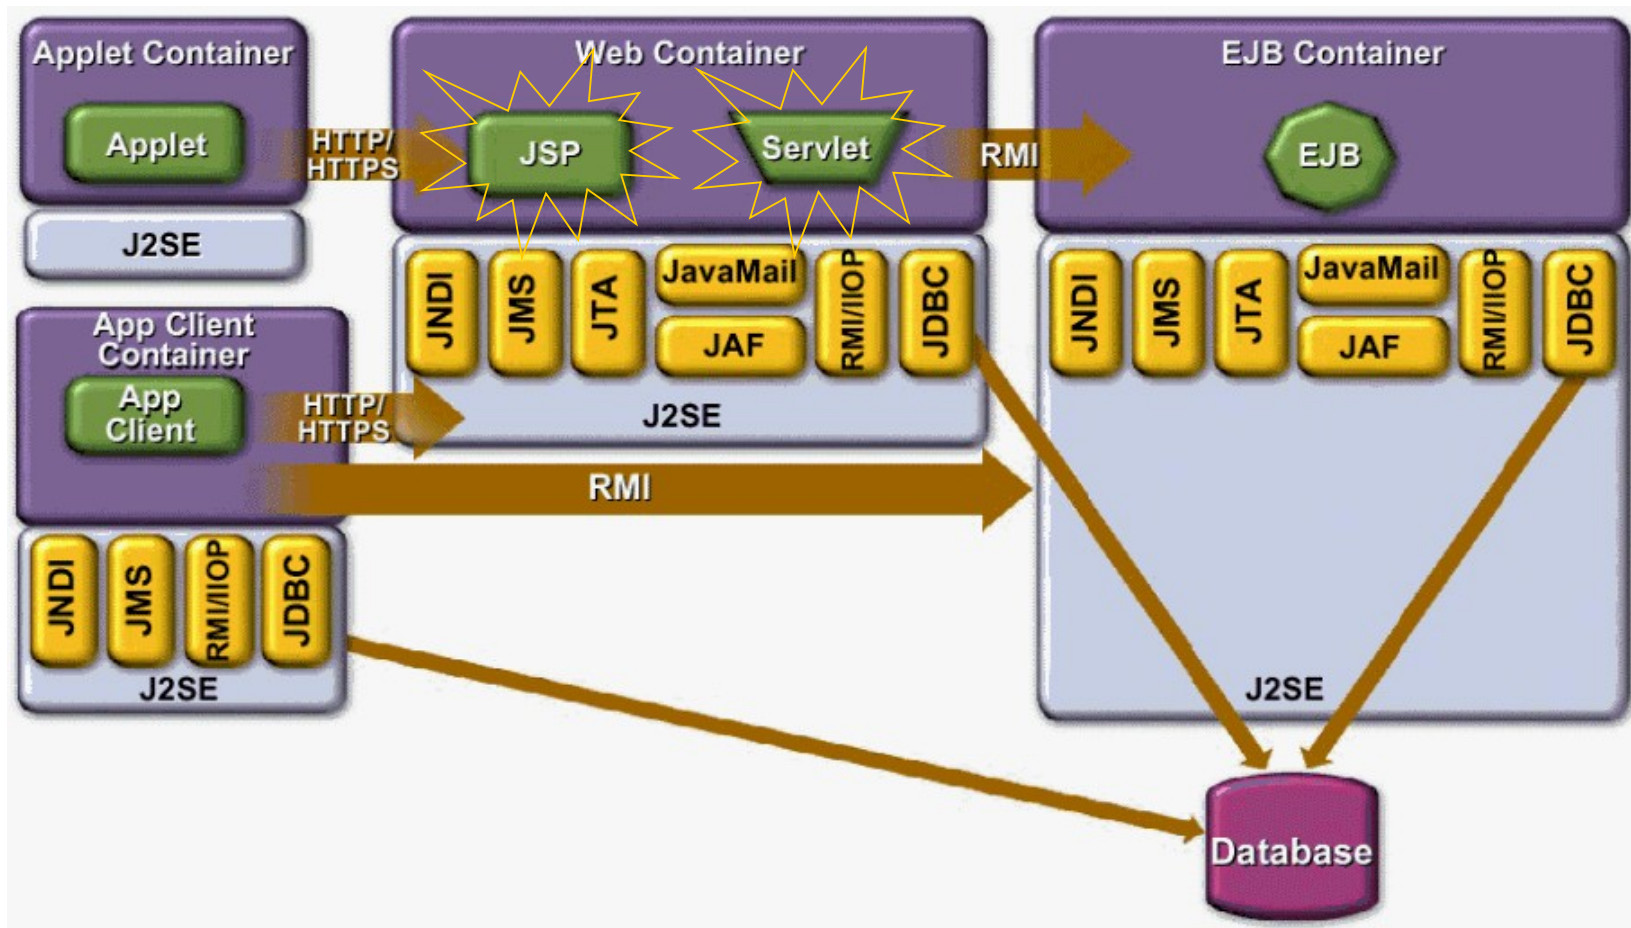 Applet Container
Applet
J2SE
HTTP/
HTTPS
Web Container
JSP
Servlet
JNDI
JMS
JTA
JavaMail
JAF
RMI/IIOP
JDBC
J2SE
RMI
EJB Container
EJB
JNDI
JMS
JTA
JavaMail
JAF
RMI/IIOP
JDBC
J2SE
App Client
Container
App
Client
HTTP/
HTTPS
RMI
JNDI
JMS
RMI/IIOP
JDBC
J2SE
Database